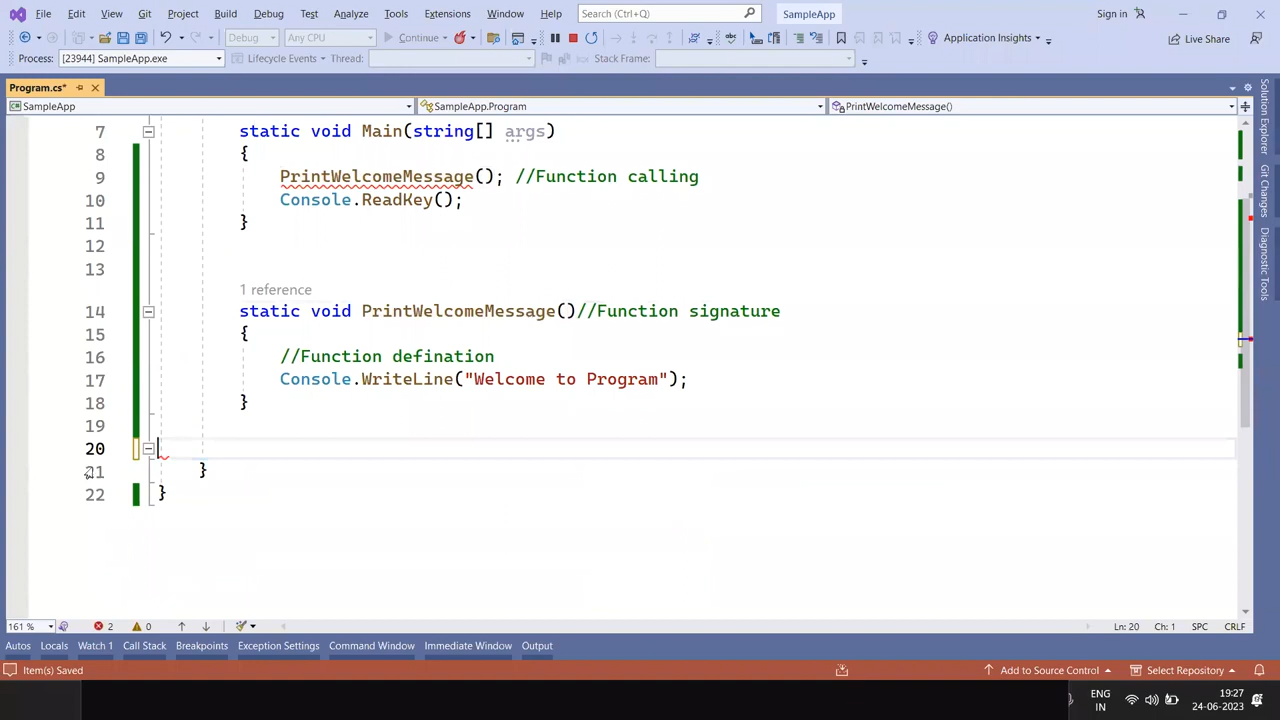 File Edit View Git Project Build Debug Test Analyze Tools Extensions Window Help Search (Ctrl+Q) SampleApp Sign in
Debug Any CPU Continue Application Insights Live Share
Process: [23944] SampleApp.exe Lifecycle Events Thread: Stack Frame:
Program.cs*
SampleApp SampleApp.Program PrintWelcomeMessage()
7 static void Main(string[] args)
8 {
9 PrintWelcomeMessage(); //Function calling
10 Console.ReadKey();
11 }
12
13
1 reference
14 static void PrintWelcomeMessage()//Function signature
15 {
16 //Function defination
17 Console.WriteLine("Welcome to Program");
18 }
19
20
21 }
22 }
Solution Explorer
Git Changes
Diagnostic Tools
161 % 2 0 Ln: 20 Ch: 1 SPC CRLF
Autos Locals Watch 1 Call Stack Breakpoints Exception Settings Command Window Immediate Window Output
Item(s) Saved Add to Source Control Select Repository
ENG 19:27
IN 24-06-2023